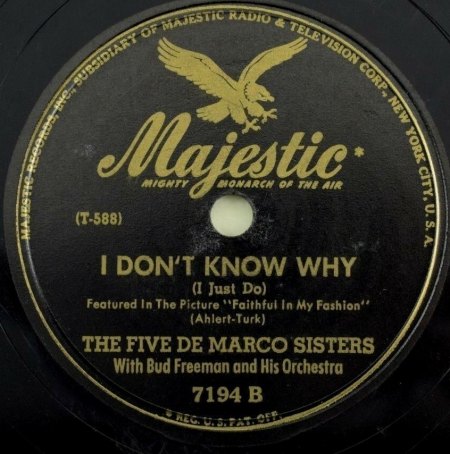 MAJESTIC RECORDS, INC., SUBSIDIARY OF MAJESTIC RADIO & TELEVISION CORP., NEW YORK CITY, U. S. A.
Majestic*
MIGHTY MONARCH OF THE AIR
(T-588)
I DON'T KNOW WHY
(I Just Do)
Featured In The Picture "Faithful In My Fashion"
(Ahlert-Turk)
THE FIVE DE MARCO SISTERS
With Bud Freeman and His Orchestra
7194 B
REG. U. S. PAT. OFF.